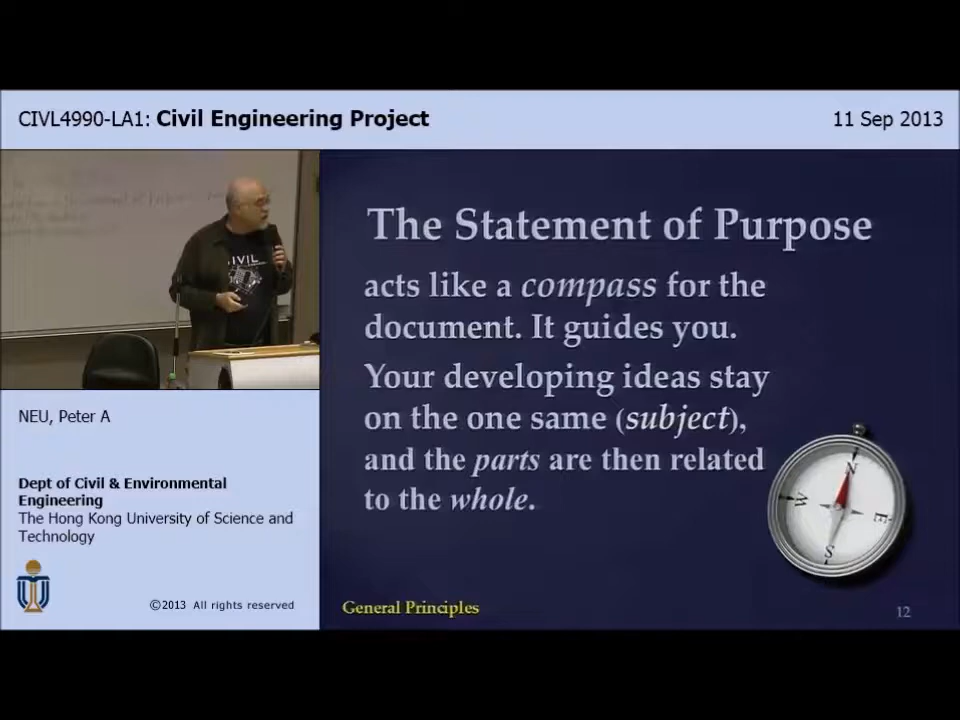 CIVL4990-LA1: Civil Engineering Project
11 Sep 2013
CIVIL
NEU, Peter A
Dept of Civil & Environmental
Engineering
The Hong Kong University of Science and
Technology
©2013 All rights reserved
The Statement of Purpose
acts like a compass for the
document. It guides you.
Your developing ideas stay
on the one same (subject),
and the parts are then related
to the whole.
N
W
E
S
General Principles
12